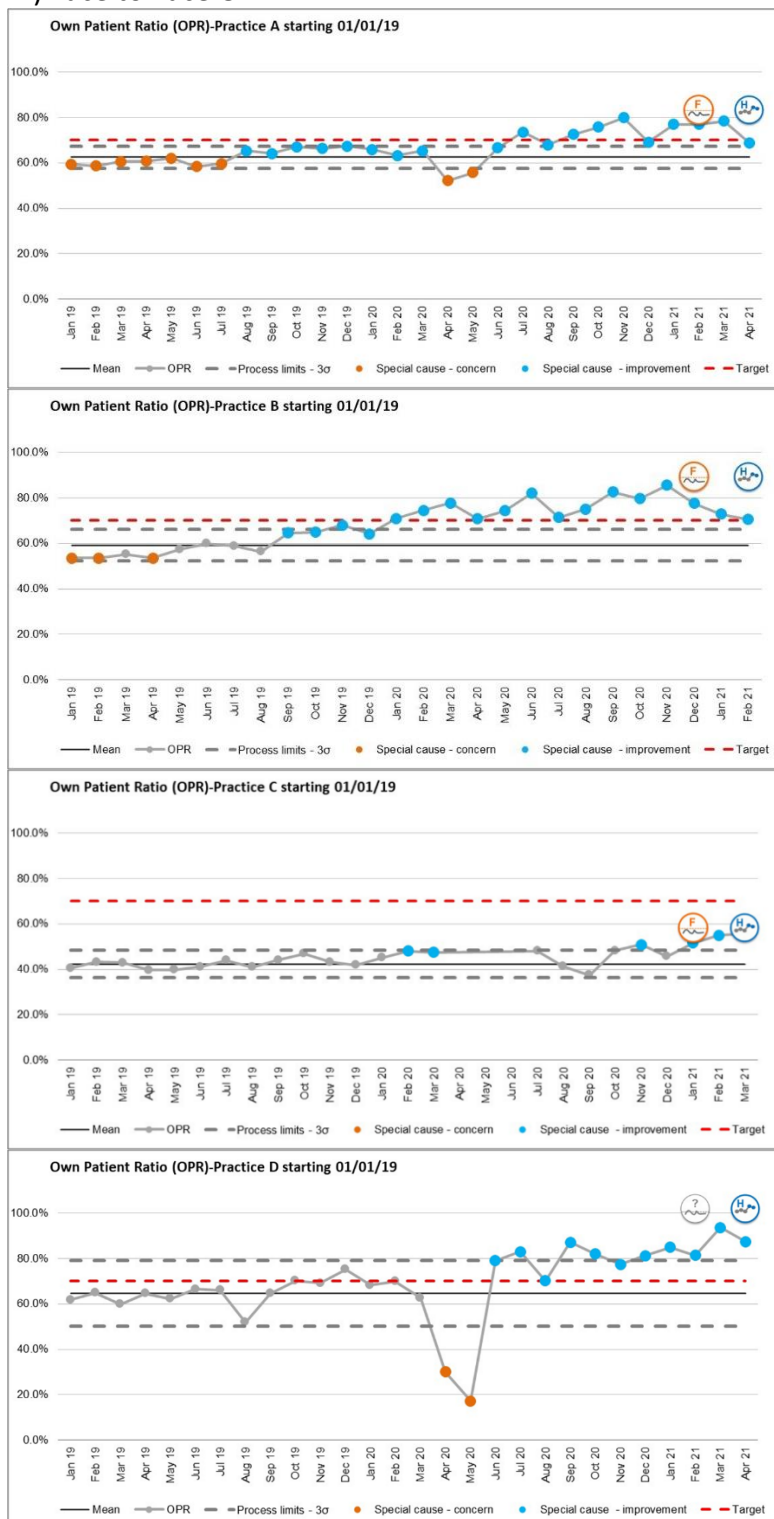 Own Patient Ratio (OPR)-Practice A starting 01/01/19
100.0%
80.0%
60.0%
40.0%
20.0%
0.0%
F
H
Jan 19
Feb 19
Mar 19
Apr 19
May 19
Jun 19
Jul 19
Aug 19
Sep 19
Oct 19
Nov 19
Dec 19
Jan 20
Feb 20
Mar 20
Apr 20
May 20
Jun 20
Jul 20
Aug 20
Sep 20
Oct 20
Nov 20
Dec 20
Jan 21
Feb 21
Mar 21
Apr 21
Mean OPR Process limits - 3σ Special cause - concern Special cause - improvement Target
Own Patient Ratio (OPR)-Practice B starting 01/01/19
100.0%
80.0%
60.0%
40.0%
20.0%
0.0%
F
H
Jan 19
Feb 19
Mar 19
Apr 19
May 19
Jun 19
Jul 19
Aug 19
Sep 19
Oct 19
Nov 19
Dec 19
Jan 20
Feb 20
Mar 20
Apr 20
May 20
Jun 20
Jul 20
Aug 20
Sep 20
Oct 20
Nov 20
Dec 20
Jan 21
Feb 21
Mean OPR Process limits - 3σ Special cause - concern Special cause - improvement Target
Own Patient Ratio (OPR)-Practice C starting 01/01/19
100.0%
80.0%
60.0%
40.0%
20.0%
0.0%
F
H
Jan 19
Feb 19
Mar 19
Apr 19
May 19
Jun 19
Jul 19
Aug 19
Sep 19
Oct 19
Nov 19
Dec 19
Jan 20
Feb 20
Mar 20
Apr 20
May 20
Jun 20
Jul 20
Aug 20
Sep 20
Oct 20
Nov 20
Dec 20
Jan 21
Feb 21
Mar 21
Mean OPR Process limits - 3σ Special cause - concern Special cause - improvement Target
Own Patient Ratio (OPR)-Practice D starting 01/01/19
100.0%
80.0%
60.0%
40.0%
20.0%
0.0%
?
H
Jan 19
Feb 19
Mar 19
Apr 19
May 19
Jun 19
Jul 19
Aug 19
Sep 19
Oct 19
Nov 19
Dec 19
Jan 20
Feb 20
Mar 20
Apr 20
May 20
Jun 20
Jul 20
Aug 20
Sep 20
Oct 20
Nov 20
Dec 20
Jan 21
Feb 21
Mar 21
Apr 21
Mean OPR Process limits - 3σ Special cause - concern Special cause - improvement Target